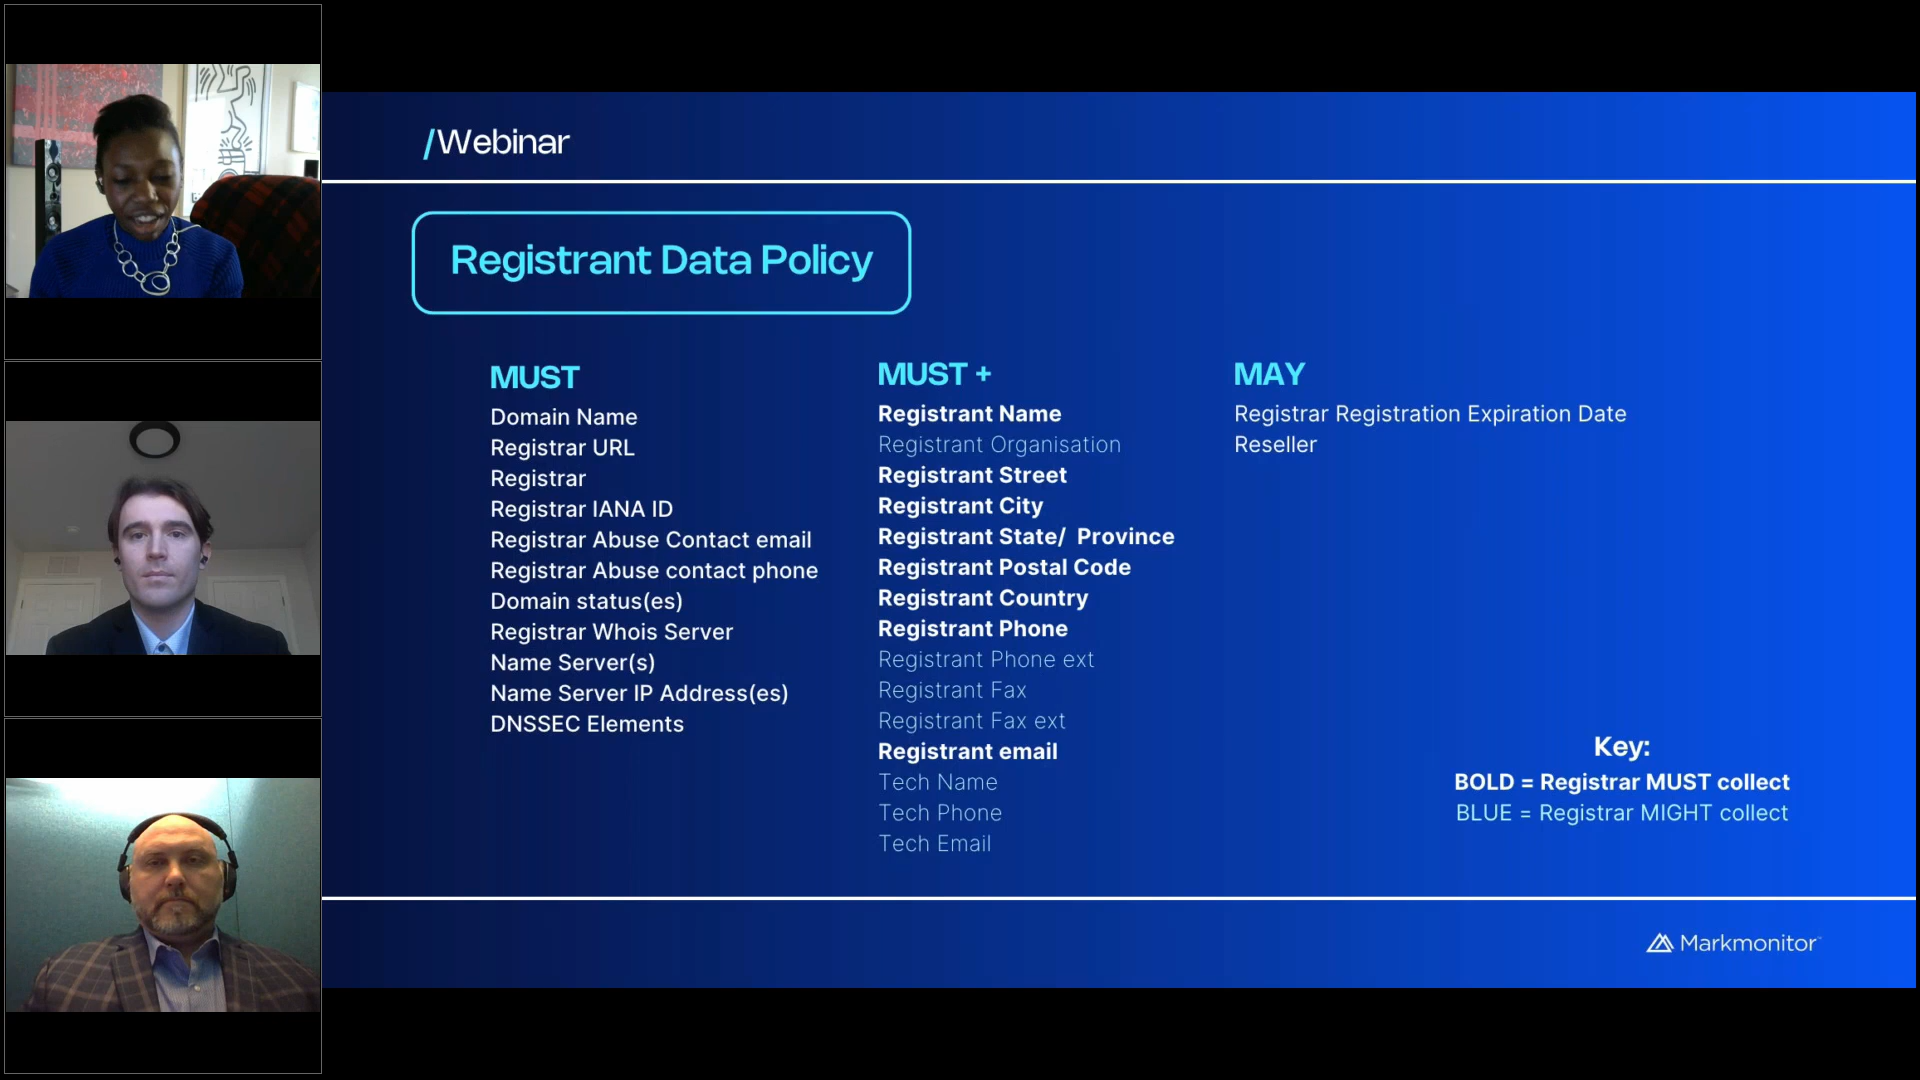 /Webinar
Registrant Data Policy
MUST
Domain Name
Registrar URL
Registrar
Registrar IANA ID
Registrar Abuse Contact email
Registrar Abuse contact phone
Domain status(es)
Registrar Whois Server
Name Server(s)
Name Server IP Address(es)
DNSSEC Elements
MUST +
Registrant Name
Registrant Organisation
Registrant Street
Registrant City
Registrant State/ Province
Registrant Postal Code
Registrant Country
Registrant Phone
Registrant Phone ext
Registrant Fax
Registrant Fax ext
Registrant email
Tech Name
Tech Phone
Tech Email
MAY
Registrar Registration Expiration Date
Reseller
Key:
BOLD = Registrar MUST collect
BLUE = Registrar MIGHT collect
Markmonitor